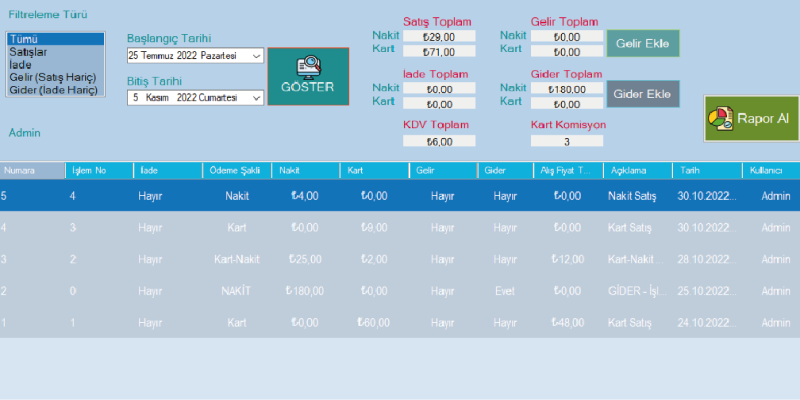 Filtreleme Türü
Tümü
Satışlar
İade
Gelir (Satış Hariç)
Gider (İade Hariç)
Admin
Başlangıç Tarihi
25 Temmuz 2022 Pazartesi
Bitiş Tarihi
5 Kasım 2022 Cumartesi
GÖSTER
Satış Toplam
Nakit ₺29,00
Kart ₺71,00
İade Toplam
Nakit ₺0,00
Kart ₺0,00
KDV Toplam
₺6,00
Gelir Toplam
Nakit ₺0,00
Kart ₺0,00
Gider Toplam
Nakit ₺180,00
Kart ₺0,00
Kart Komisyon
3
Gelir Ekle
Gider Ekle
Rapor Al
Numara İşlem No İade Ödeme Şekli Nakit Kart Gelir Gider Alış Fiyat T... Açıklama Tarih Kullanıcı
5 4 Hayır Nakit ₺4,00 ₺0,00 Hayır Hayır ₺0,00 Nakit Satış 30.10.2022... Admin
4 3 Hayır Kart ₺0,00 ₺9,00 Hayır Hayır ₺0,00 Kart Satış 30.10.2022... Admin
3 2 Hayır Kart-Nakit ₺25,00 ₺2,00 Hayır Hayır ₺12,00 Kart-Nakit ... 28.10.2022... Admin
2 0 Hayır NAKİT ₺180,00 ₺0,00 Hayır Evet ₺0,00 GİDER - İşl... 25.10.2022... Admin
1 1 Hayır Kart ₺0,00 ₺60,00 Hayır Hayır ₺48,00 Kart Satış 24.10.2022... Admin